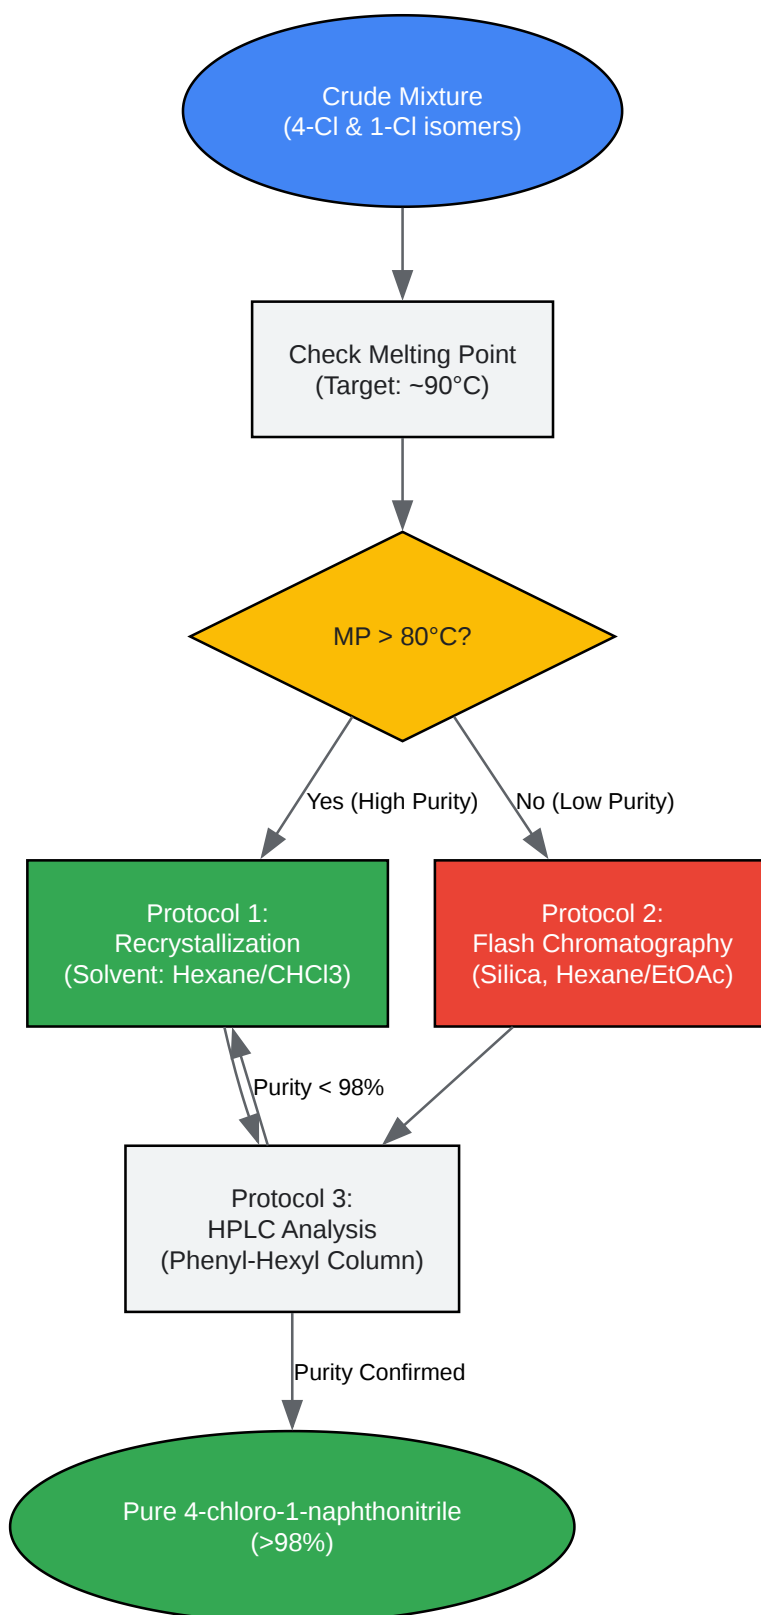 Crude Mixture
(4-Cl & 1-Cl isomers)
Check Melting Point
(Target: ~90°C)
MP > 80°C?
Yes (High Purity)
No (Low Purity)
Protocol 1:
Recrystallization
(Solvent: Hexane/CHCl3)
Protocol 2:
Flash Chromatography
(Silica, Hexane/EtOAc)
Purity < 98%
Protocol 3:
HPLC Analysis
(Phenyl-Hexyl Column)
Purity Confirmed
Pure 4-chloro-1-naphthonitrile
(>98%)